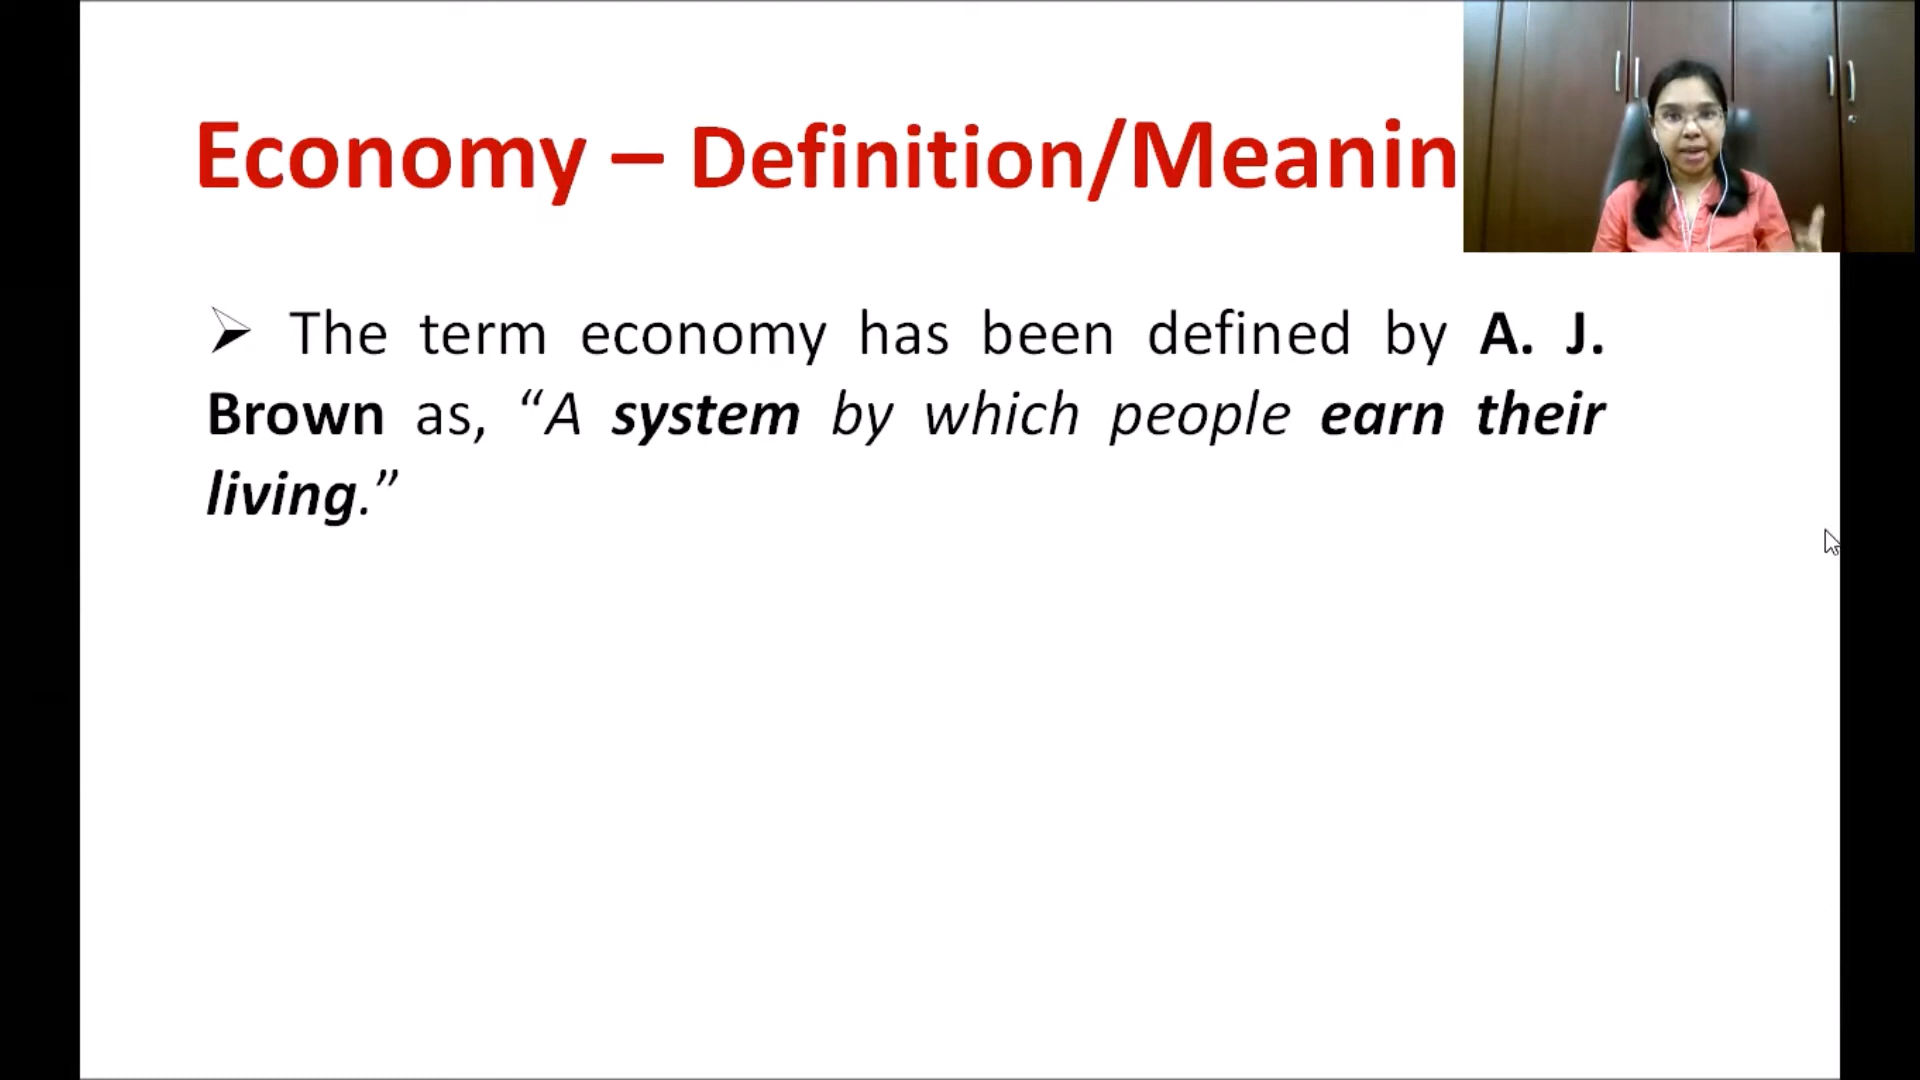 Economy – Definition/Meanin
➢ The term economy has been defined by A. J.
Brown as, “A system by which people earn their
living.”